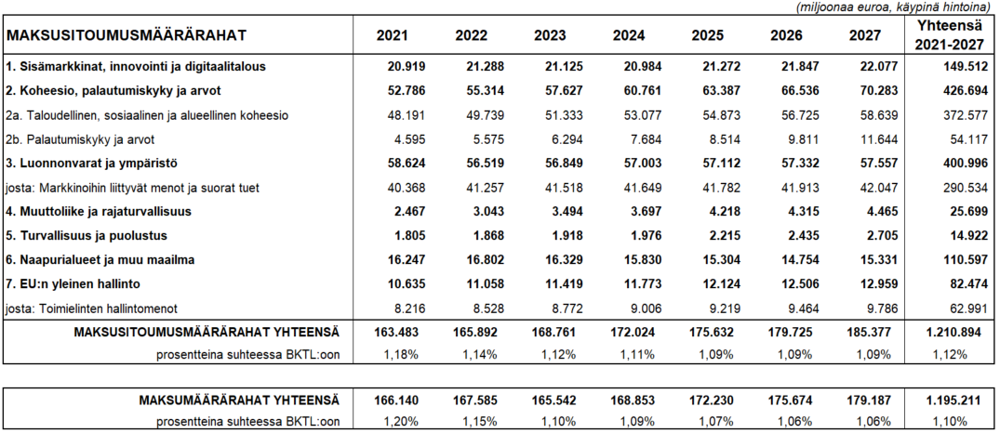 (miljoonaa euroa, käypinä hintoina)
MAKSUSITOUMUSMÄÄRÄRAHAT 2021 2022 2023 2024 2025 2026 2027 Yhteensä 2021-2027
1. Sisämarkkinat, innovointi ja digitaalitalous 20.919 21.288 21.125 20.984 21.272 21.847 22.077 149.512
2. Koheesio, palautumiskyky ja arvot 52.786 55.314 57.627 60.761 63.387 66.536 70.283 426.694
2a. Taloudellinen, sosiaalinen ja alueellinen koheesio 48.191 49.739 51.333 53.077 54.873 56.725 58.639 372.577
2b. Palautumiskyky ja arvot 4.595 5.575 6.294 7.684 8.514 9.811 11.644 54.117
3. Luonnonvarat ja ympäristö 58.624 56.519 56.849 57.003 57.112 57.332 57.557 400.996
josta: Markkinoihin liittyvät menot ja suorat tuet 40.368 41.257 41.518 41.649 41.782 41.913 42.047 290.534
4. Muuttoliike ja rajaturvallisuus 2.467 3.043 3.494 3.697 4.218 4.315 4.465 25.699
5. Turvallisuus ja puolustus 1.805 1.868 1.918 1.976 2.215 2.435 2.705 14.922
6. Naapurialueet ja muu maailma 16.247 16.802 16.329 15.830 15.304 14.754 15.331 110.597
7. EU:n yleinen hallinto 10.635 11.058 11.419 11.773 12.124 12.506 12.959 82.474
josta: Toimielinten hallintomenot 8.216 8.528 8.772 9.006 9.219 9.464 9.786 62.991
MAKSUSITOUMUSMÄÄRÄRAHAT YHTEENSÄ 163.483 165.892 168.761 172.024 175.632 179.725 185.377 1.210.894
prosentteina suhteessa BKTL:oon 1,18% 1,14% 1,12% 1,11% 1,09% 1,09% 1,09% 1,12%
MAKSUMÄÄRÄRAHAT YHTEENSÄ 166.140 167.585 165.542 168.853 172.230 175.674 179.187 1.195.211
prosentteina suhteessa BKTL:oon 1,20% 1,15% 1,10% 1,09% 1,07% 1,06% 1,06% 1,10%